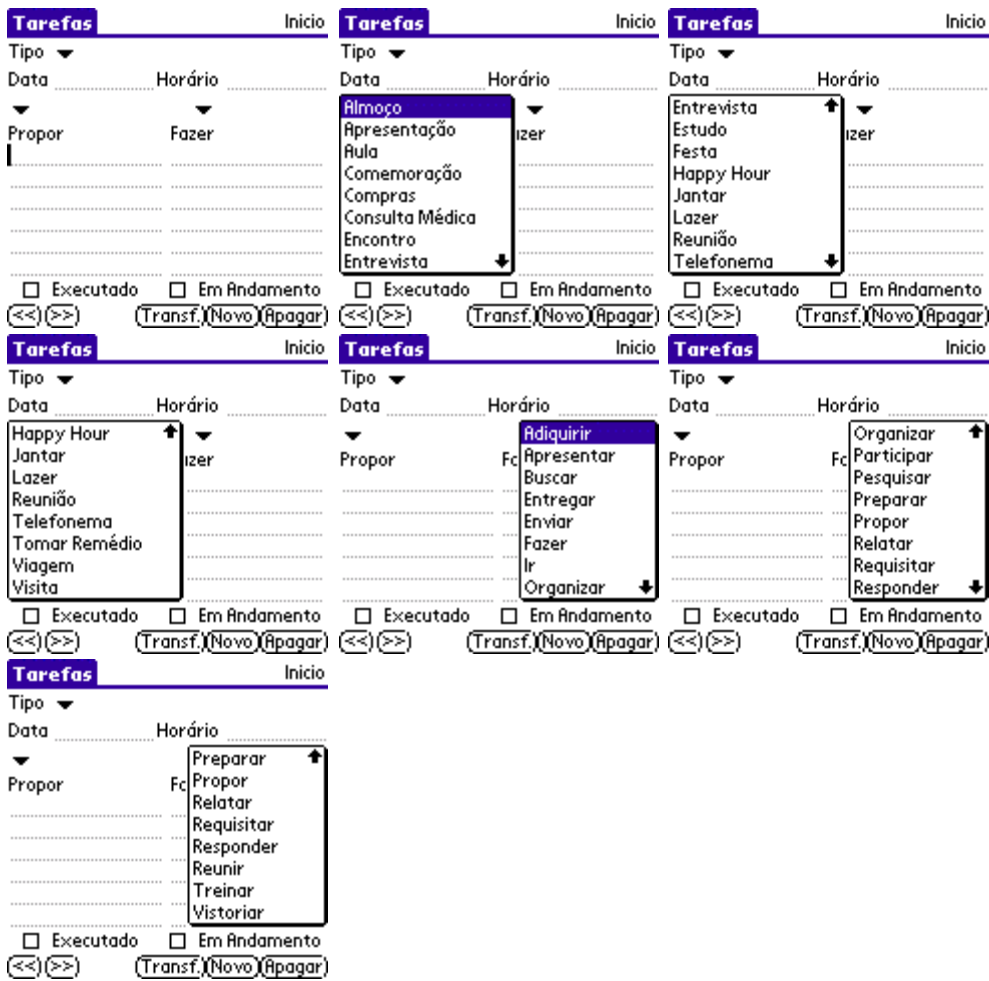 Tarefas Inicio
Tipo
Data Horário
Propor Fazer
Executado Em Andamento
<< >> Transf. Novo Apagar
Tarefas Inicio
Tipo
Data Horário
Almoço
Apresentação zer
Aula
Comemoração
Compras
Consulta Médica
Encontro
Entrevista
Executado Em Andamento
<< >> Transf. Novo Apagar
Tarefas Inicio
Tipo
Data Horário
Entrevista
Estudo zer
Festa
Happy Hour
Jantar
Lazer
Reunião
Telefonema
Executado Em Andamento
<< >> Transf. Novo Apagar
Tarefas Inicio
Tipo
Data Horário
Happy Hour
Jantar zer
Lazer
Reunião
Telefonema
Tomar Remédio
Viagem
Visita
Executado Em Andamento
<< >> Transf. Novo Apagar
Tarefas Inicio
Tipo
Data Horário
Adiquirir
Propor Fa Apresentar
Buscar
Entregar
Enviar
Fazer
Ir
Organizar
Executado Em Andamento
<< >> Transf. Novo Apagar
Tarefas Inicio
Tipo
Data Horário
Organizar
Propor Fa Participar
Pesquisar
Preparar
Propor
Relatar
Requisitar
Responder
Executado Em Andamento
<< >> Transf. Novo Apagar
Tarefas Inicio
Tipo
Data Horário
Preparar
Propor Fa Propor
Relatar
Requisitar
Responder
Reunir
Treinar
Vistoriar
Executado Em Andamento
<< >> Transf. Novo Apagar